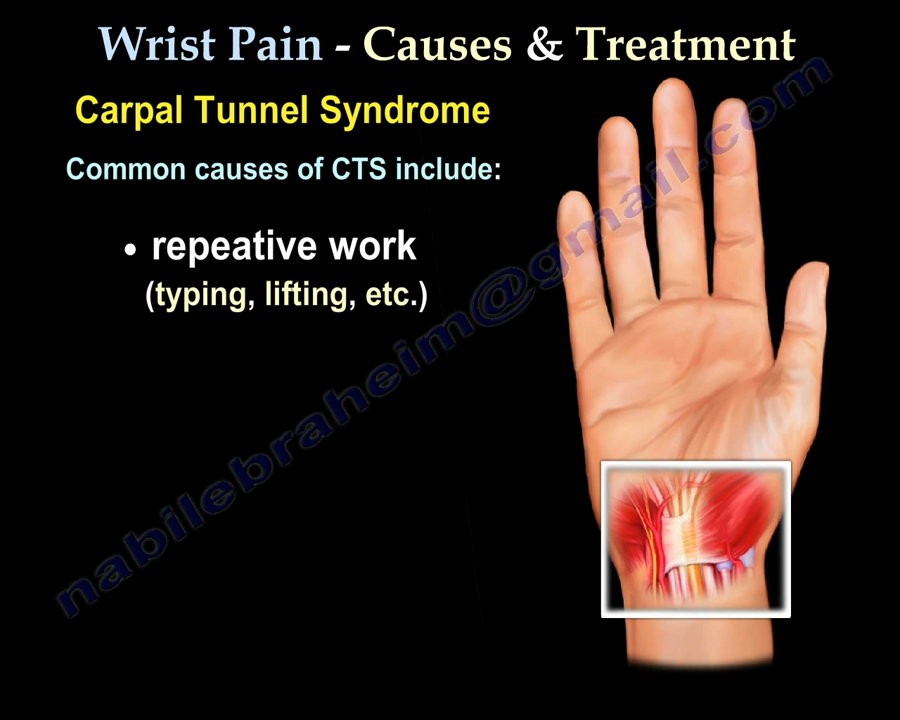 Wrist Pain - Causes & Treatment
Carpal Tunnel Syndrome
Common causes of CTS include:
• repeative work
(typing, lifting, etc.)
nabilebraheim@gmail.com